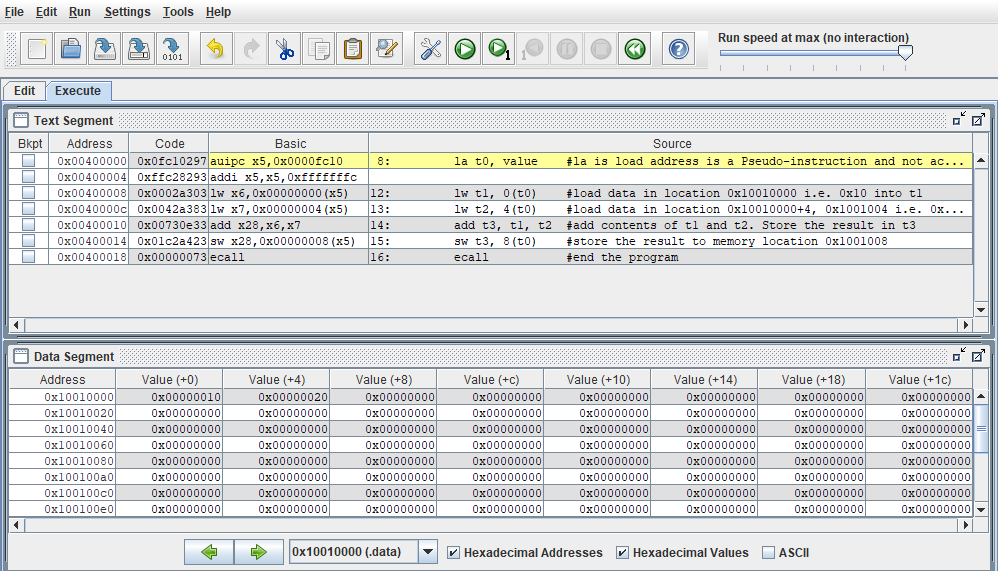 File Edit Run Settings Tools Help
0101
1
1
?
Run speed at max (no interaction)
Edit Execute
Text Segment
Bkpt Address Code Basic Source
0x00400000 0x0fc10297 auipc x5,0x0000fc10 8: la t0, value #la is load address is a Pseudo-instruction and not ac...
0x00400004 0xffc28293 addi x5,x5,0xfffffffc
0x00400008 0x0002a303 lw x6,0x00000000(x5) 12: lw t1, 0(t0) #load data in location 0x10010000 i.e. 0x10 into t1
0x0040000c 0x0042a383 lw x7,0x00000004(x5) 13: lw t2, 4(t0) #load data in location 0x10010000+4, 0x1001004 i.e. 0x...
0x00400010 0x00730e33 add x28,x6,x7 14: add t3, t1, t2 #add contents of t1 and t2. Store the result in t3
0x00400014 0x01c2a423 sw x28,0x00000008(x5) 15: sw t3, 8(t0) #store the result to memory location 0x1001008
0x00400018 0x00000073 ecall 16: ecall #end the program
Data Segment
Address Value (+0) Value (+4) Value (+8) Value (+c) Value (+10) Value (+14) Value (+18) Value (+1c)
0x10010000 0x00000010 0x00000020 0x00000000 0x00000000 0x00000000 0x00000000 0x00000000 0x00000000
0x10010020 0x00000000 0x00000000 0x00000000 0x00000000 0x00000000 0x00000000 0x00000000 0x00000000
0x10010040 0x00000000 0x00000000 0x00000000 0x00000000 0x00000000 0x00000000 0x00000000 0x00000000
0x10010060 0x00000000 0x00000000 0x00000000 0x00000000 0x00000000 0x00000000 0x00000000 0x00000000
0x10010080 0x00000000 0x00000000 0x00000000 0x00000000 0x00000000 0x00000000 0x00000000 0x00000000
0x100100a0 0x00000000 0x00000000 0x00000000 0x00000000 0x00000000 0x00000000 0x00000000 0x00000000
0x100100c0 0x00000000 0x00000000 0x00000000 0x00000000 0x00000000 0x00000000 0x00000000 0x00000000
0x100100e0 0x00000000 0x00000000 0x00000000 0x00000000 0x00000000 0x00000000 0x00000000 0x00000000
0x10010000 (.data) Hexadecimal Addresses Hexadecimal Values ASCII